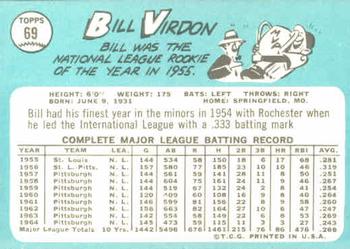 TOPPS
69
BILL VIRDON
BILL WAS THE
NATIONAL LEAGUE ROOKIE
OF THE YEAR IN 1955.
HEIGHT: 6'0" WEIGHT: 175 BATS: LEFT THROWS: RIGHT
BORN: JUNE 9, 1931 HOME: SPRINGFIELD, MO.
Bill had his finest year in the minors in 1954 with Rochester when
he led the International League with a .333 batting mark
COMPLETE MAJOR LEAGUE BATTING RECORD
YEAR TEAM LEA. G AB R H 2B 3B HR RBI AVG.
1955 St. Louis N.L. 144 534 58 150 18 6 17 68 .281
1956 St. L.-Pitts. N.L. 157 580 77 185 23 10 10 46 .319
1957 Pittsburgh N.L. 144 561 59 141 28 11 8 50 .251
1958 Pittsburgh N.L. 144 604 75 161 24 11 9 46 .267
1959 Pittsburgh N.L. 144 519 67 132 24 2 8 41 .254
1960 Pittsburgh N.L. 120 409 60 108 16 9 8 40 .264
1961 Pittsburgh N.L. 146 599 81 156 22 8 9 58 .260
1962 Pittsburgh N.L. 156 663 82 164 27 10 6 47 .247
1963 Pittsburgh N.L. 142 554 58 149 22 6 8 53 .269
1964 Pittsburgh N.L. 145 473 59 115 11 3 3 27 .243
Major League Totals 10 Yrs. 1442 5496 676 1461 215 76 86 476 .266
©T.C.G. PRINTED IN U.S.A.